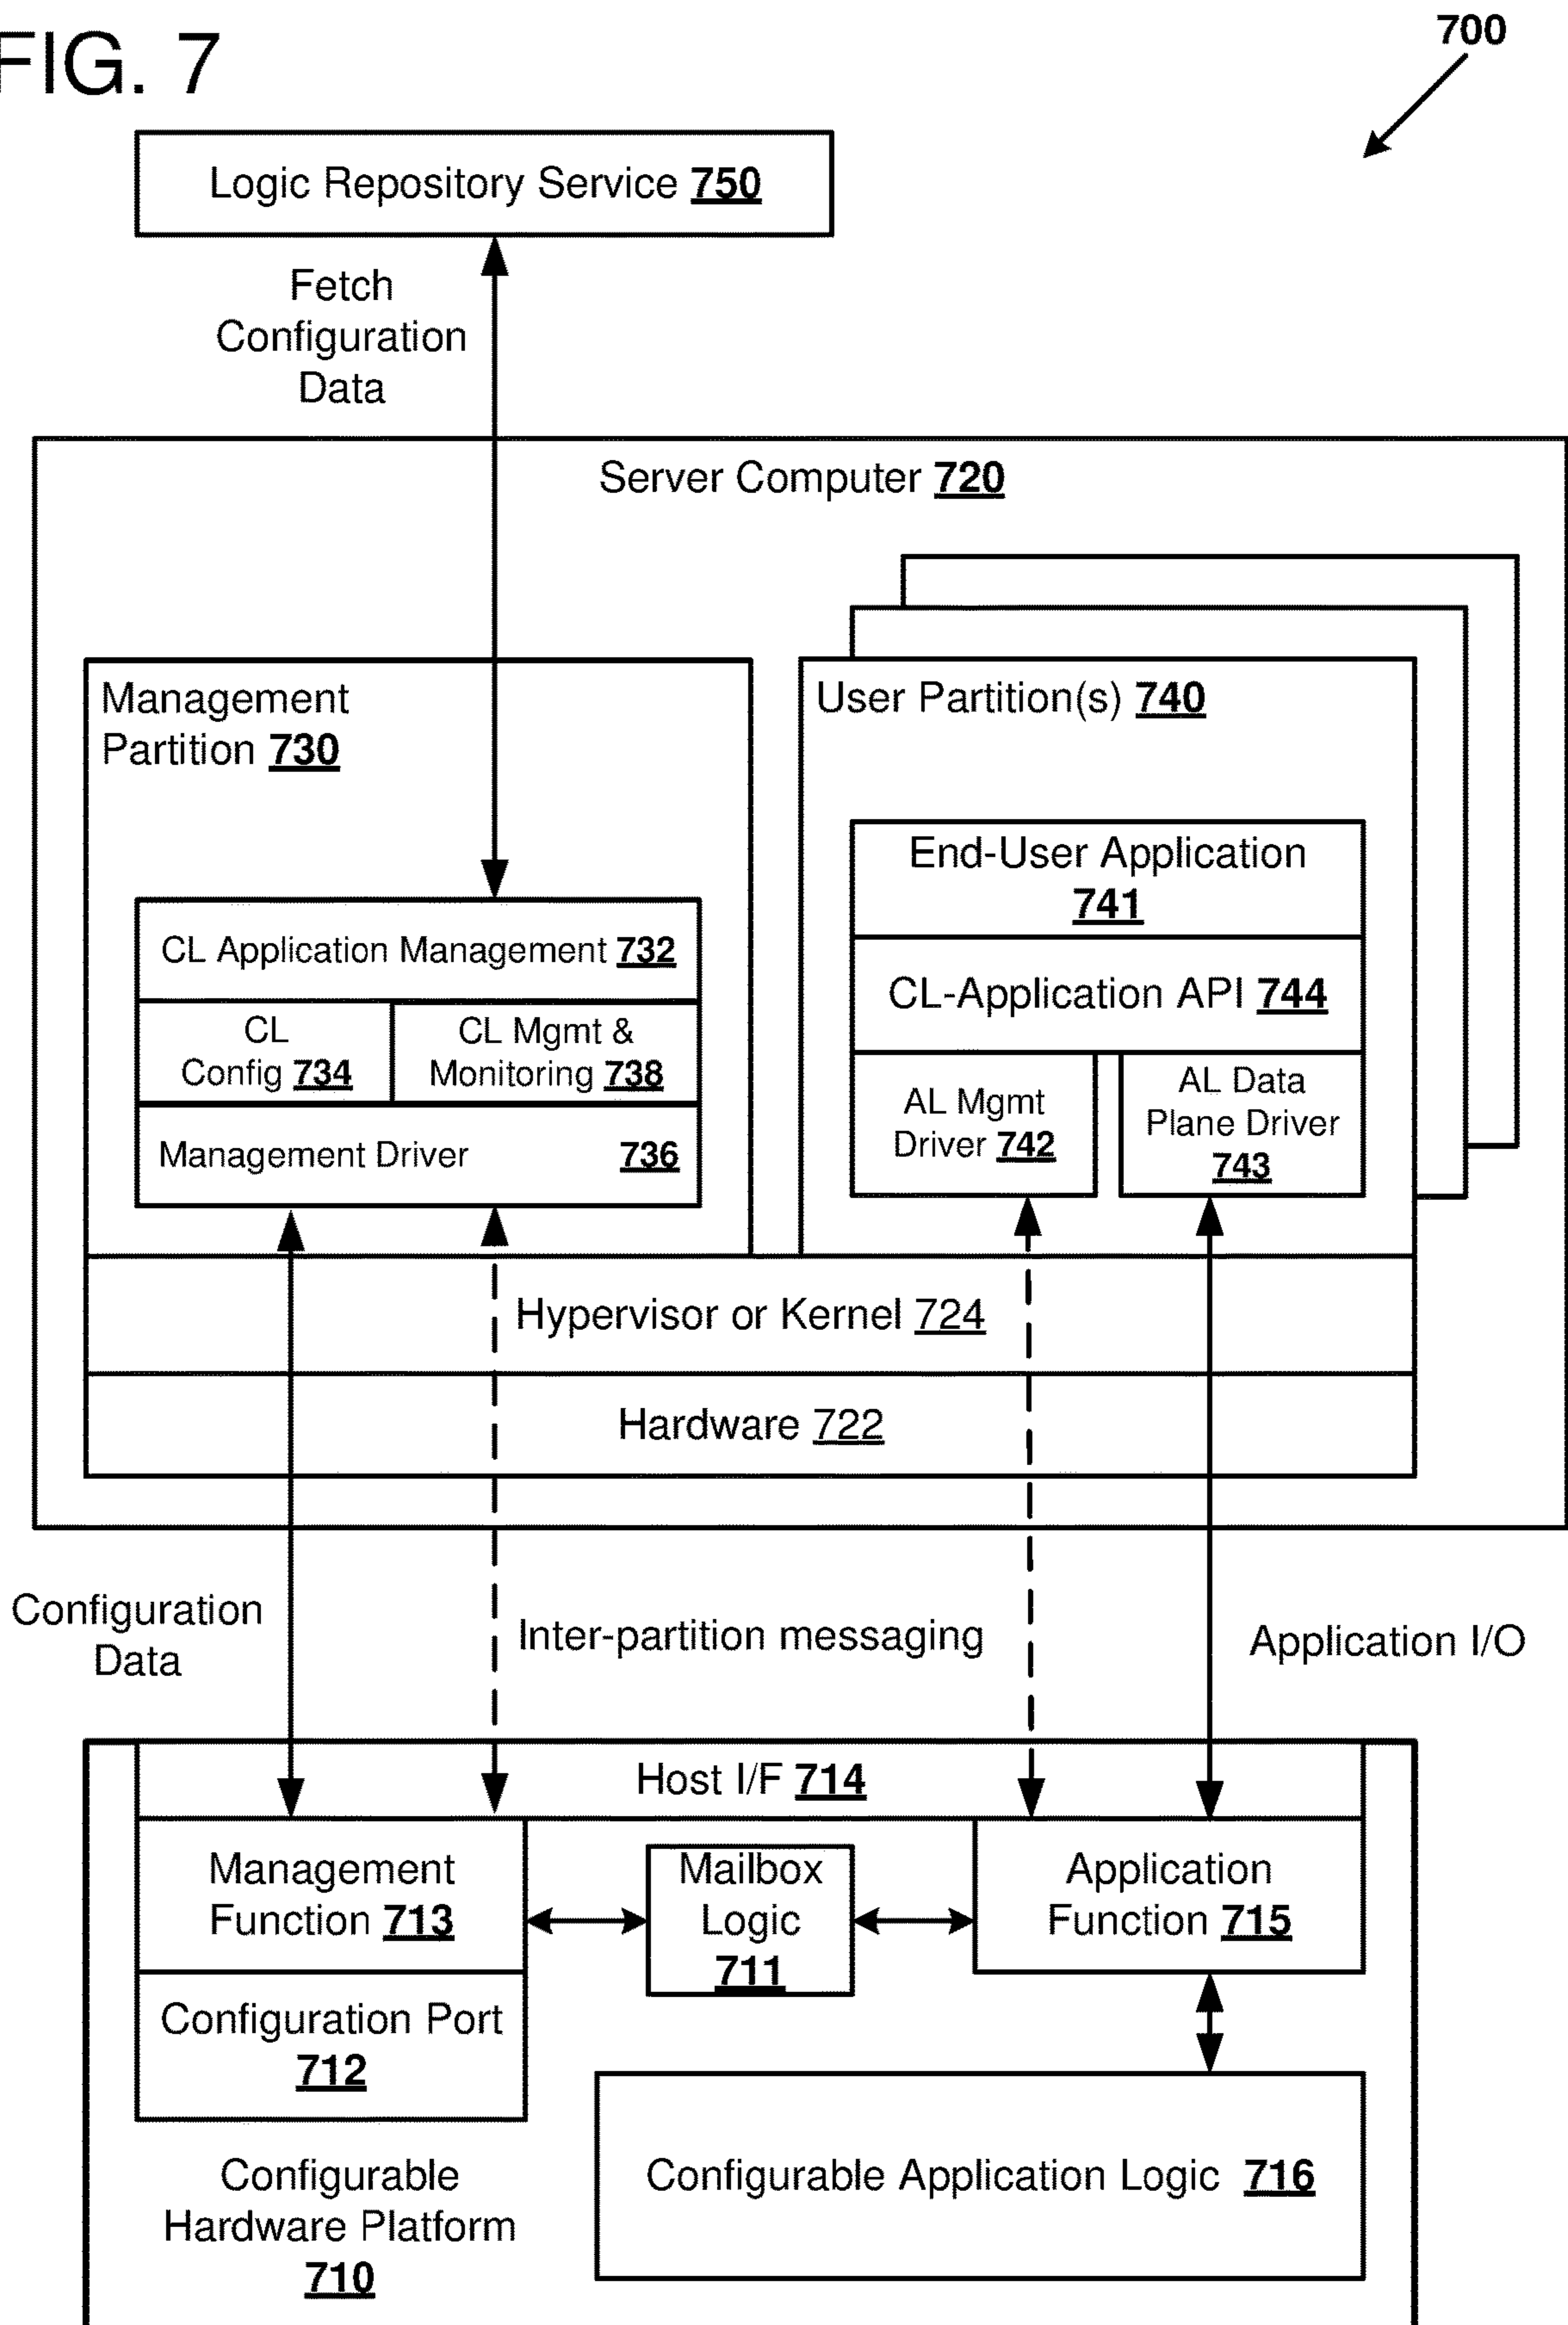 FIG. 7
700
Logic Repository Service 750
Fetch
Configuration
Data
Server Computer 720
Management
Partition 730
User Partition(s) 740
End-User Application
741
CL Application Management 732
CL-Application API 744
CL
Config 734
CL Mgmt &
Monitoring 738
AL Mgmt
Driver 742
AL Data
Plane Driver
743
Management Driver 736
Hypervisor or Kernel 724
Hardware 722
Configuration
Data
Inter-partition messaging
Application I/O
Host I/F 714
Management
Function 713
Mailbox
Logic
711
Application
Function 715
Configuration Port
712
Configurable Application Logic 716
Configurable
Hardware Platform
710